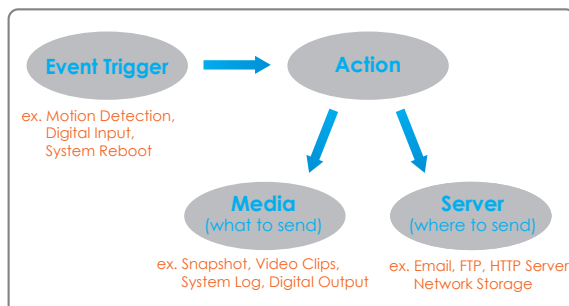 Event Trigger
Action
ex. Motion Detection,
Digital Input,
System Reboot
Media
(what to send)
Server
(where to send)
ex. Snapshot, Video Clips,
System Log, Digital Output
ex. Email, FTP, HTTP Server
Network Storage